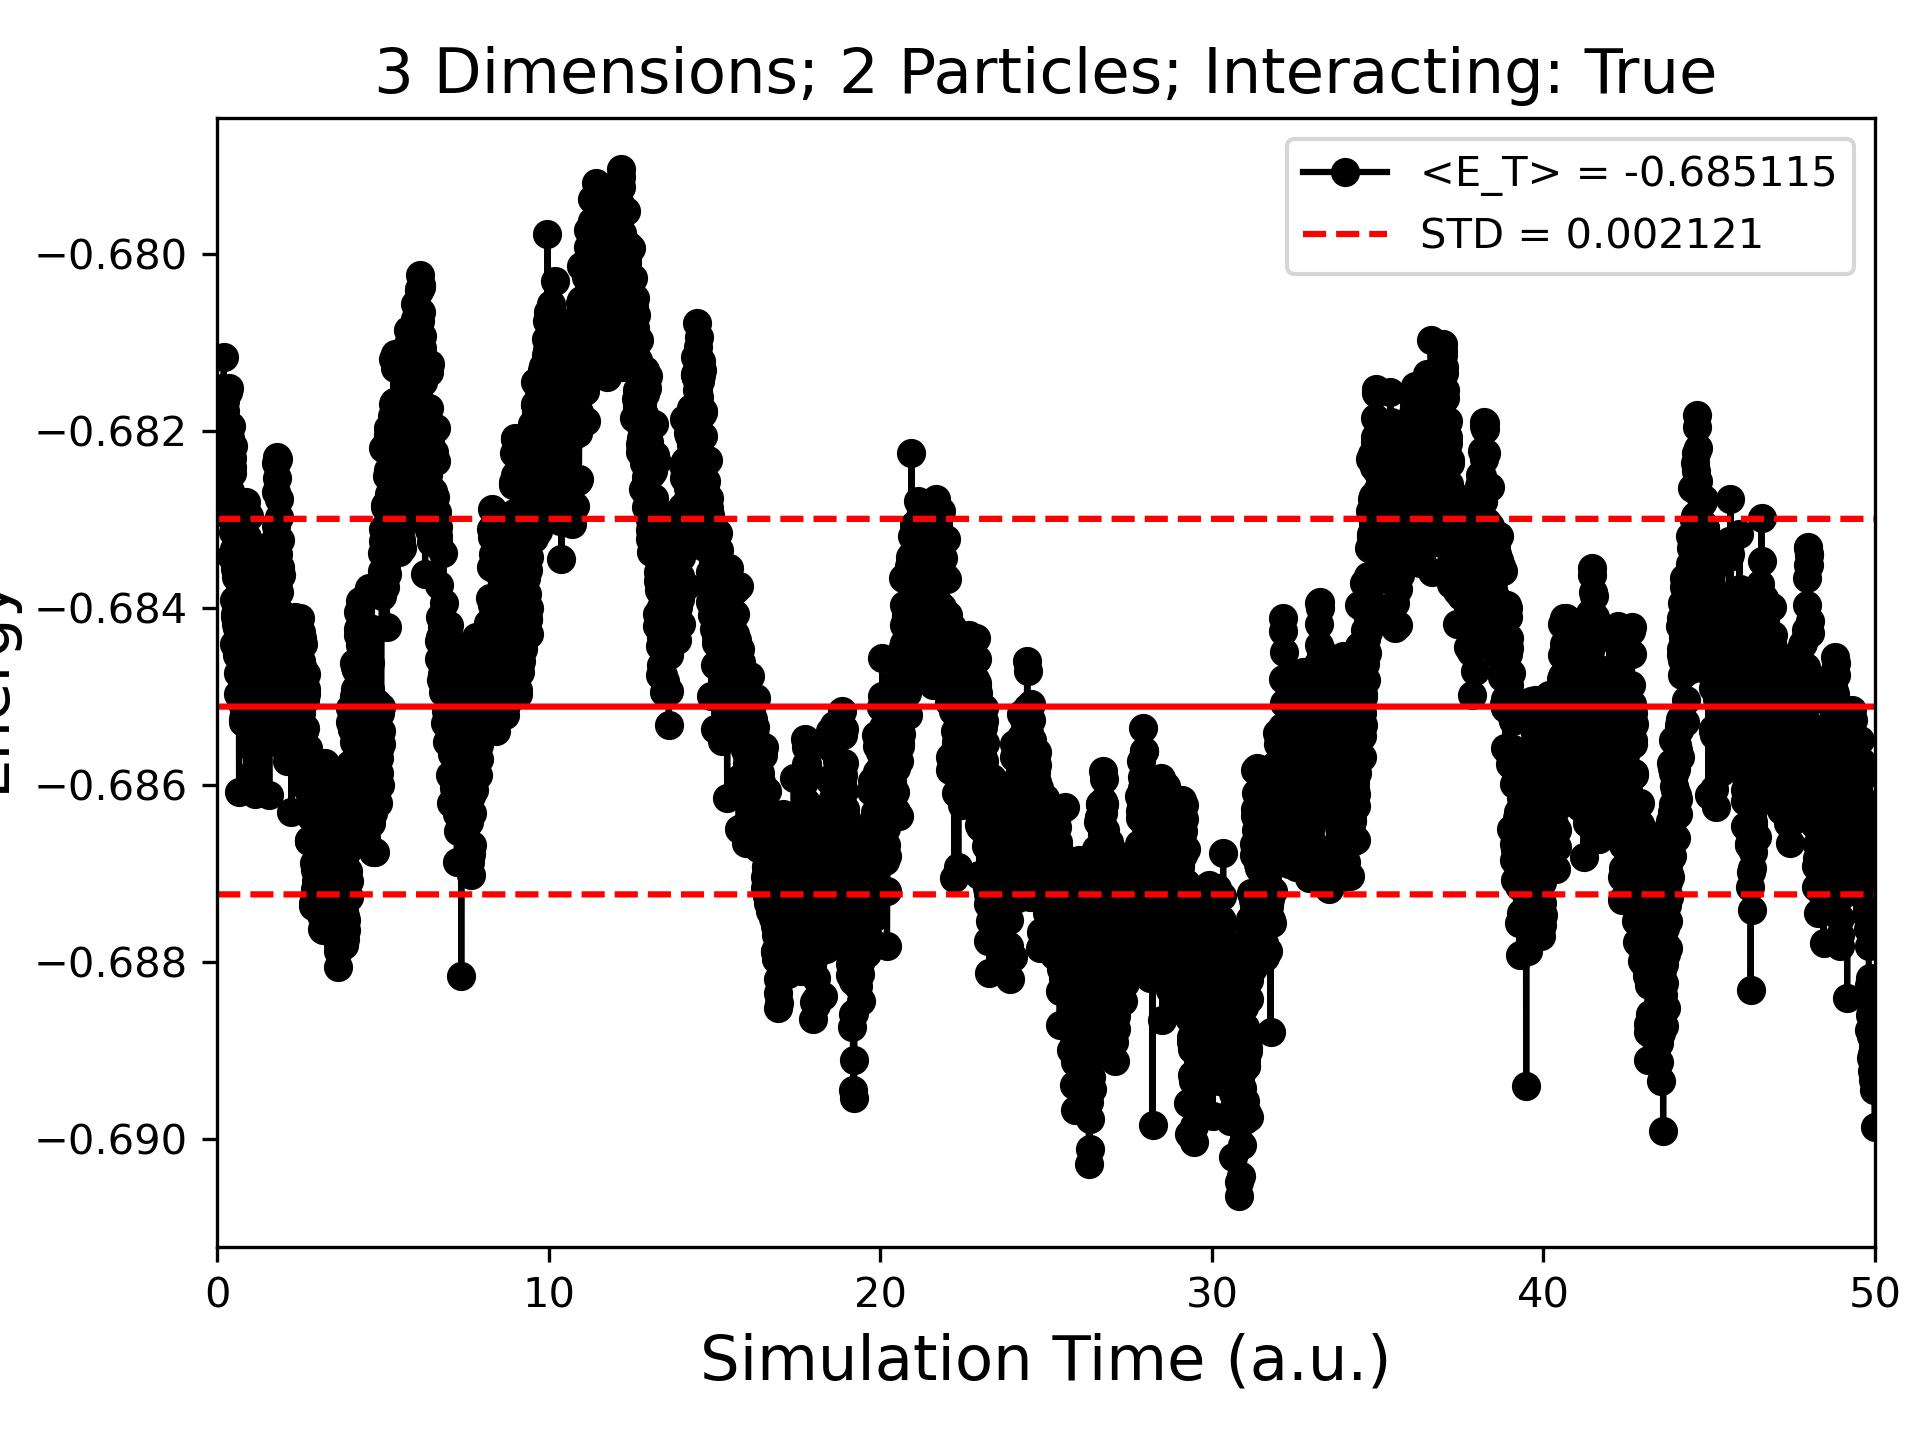 3 Dimensions; 2 Particles; Interacting: True
<E_T> = -0.685115
STD = 0.002121
−0.680
−0.682
−0.684
−0.686
−0.688
−0.690
Energy
0 10 20 30 40 50
Simulation Time (a.u.)